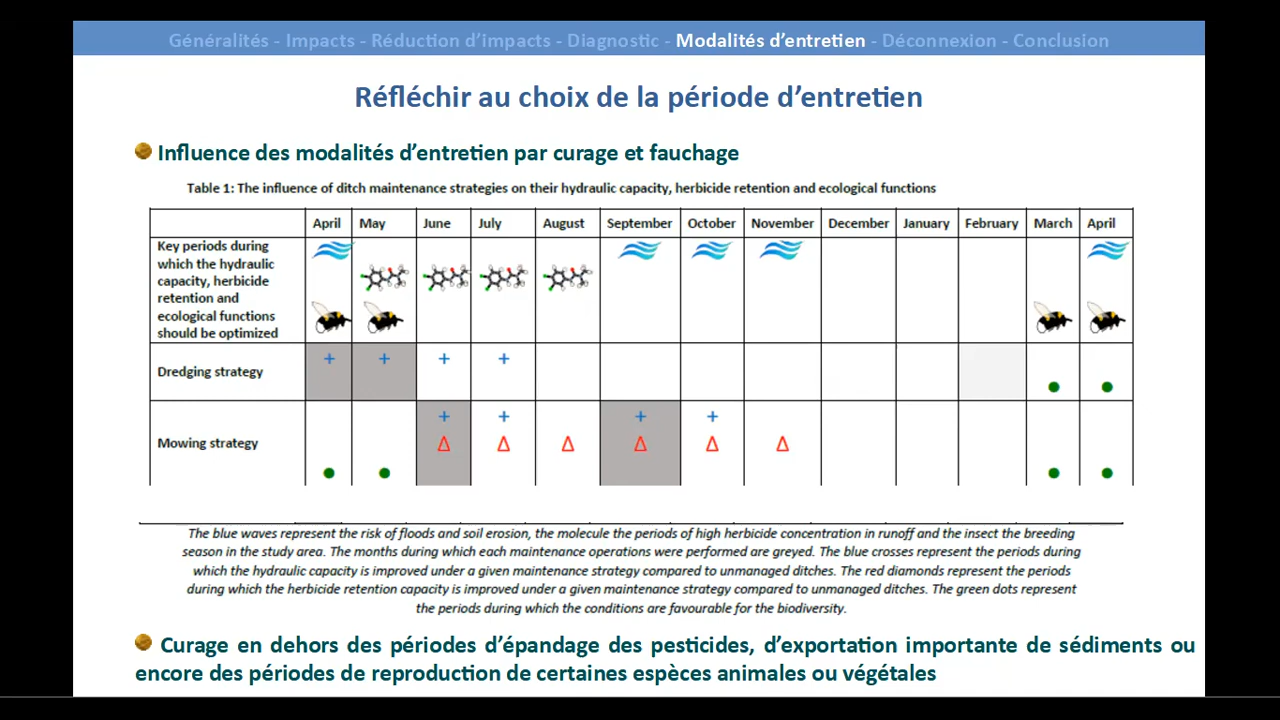 Généralités - Impacts - Réduction d'impacts - Diagnostic - Modalités d'entretien - Déconnexion - Conclusion
Réfléchir au choix de la période d'entretien
Influence des modalités d'entretien par curage et fauchage
Table 1: The influence of ditch maintenance strategies on their hydraulic capacity, herbicide retention and ecological functions
April May June July August September October November December January February March April
Key periods during
which the hydraulic
capacity, herbicide
retention and
ecological functions
should be optimized
Dredging strategy
+ + + +
Mowing strategy
+ + + +
Δ Δ Δ Δ Δ Δ
The blue waves represent the risk of floods and soil erosion, the molecule the periods of high herbicide concentration in runoff and the insect the breeding
season in the study area. The months during which each maintenance operations were performed are greyed. The blue crosses represent the periods during
which the hydraulic capacity is improved under a given maintenance strategy compared to unmanaged ditches. The red diamonds represent the periods
during which the herbicide retention capacity is improved under a given maintenance strategy compared to unmanaged ditches. The green dots represent
the periods during which the conditions are favourable for the biodiversity.
Curage en dehors des périodes d'épandage des pesticides, d'exportation importante de sédiments ou
encore des périodes de reproduction de certaines espèces animales ou végétales